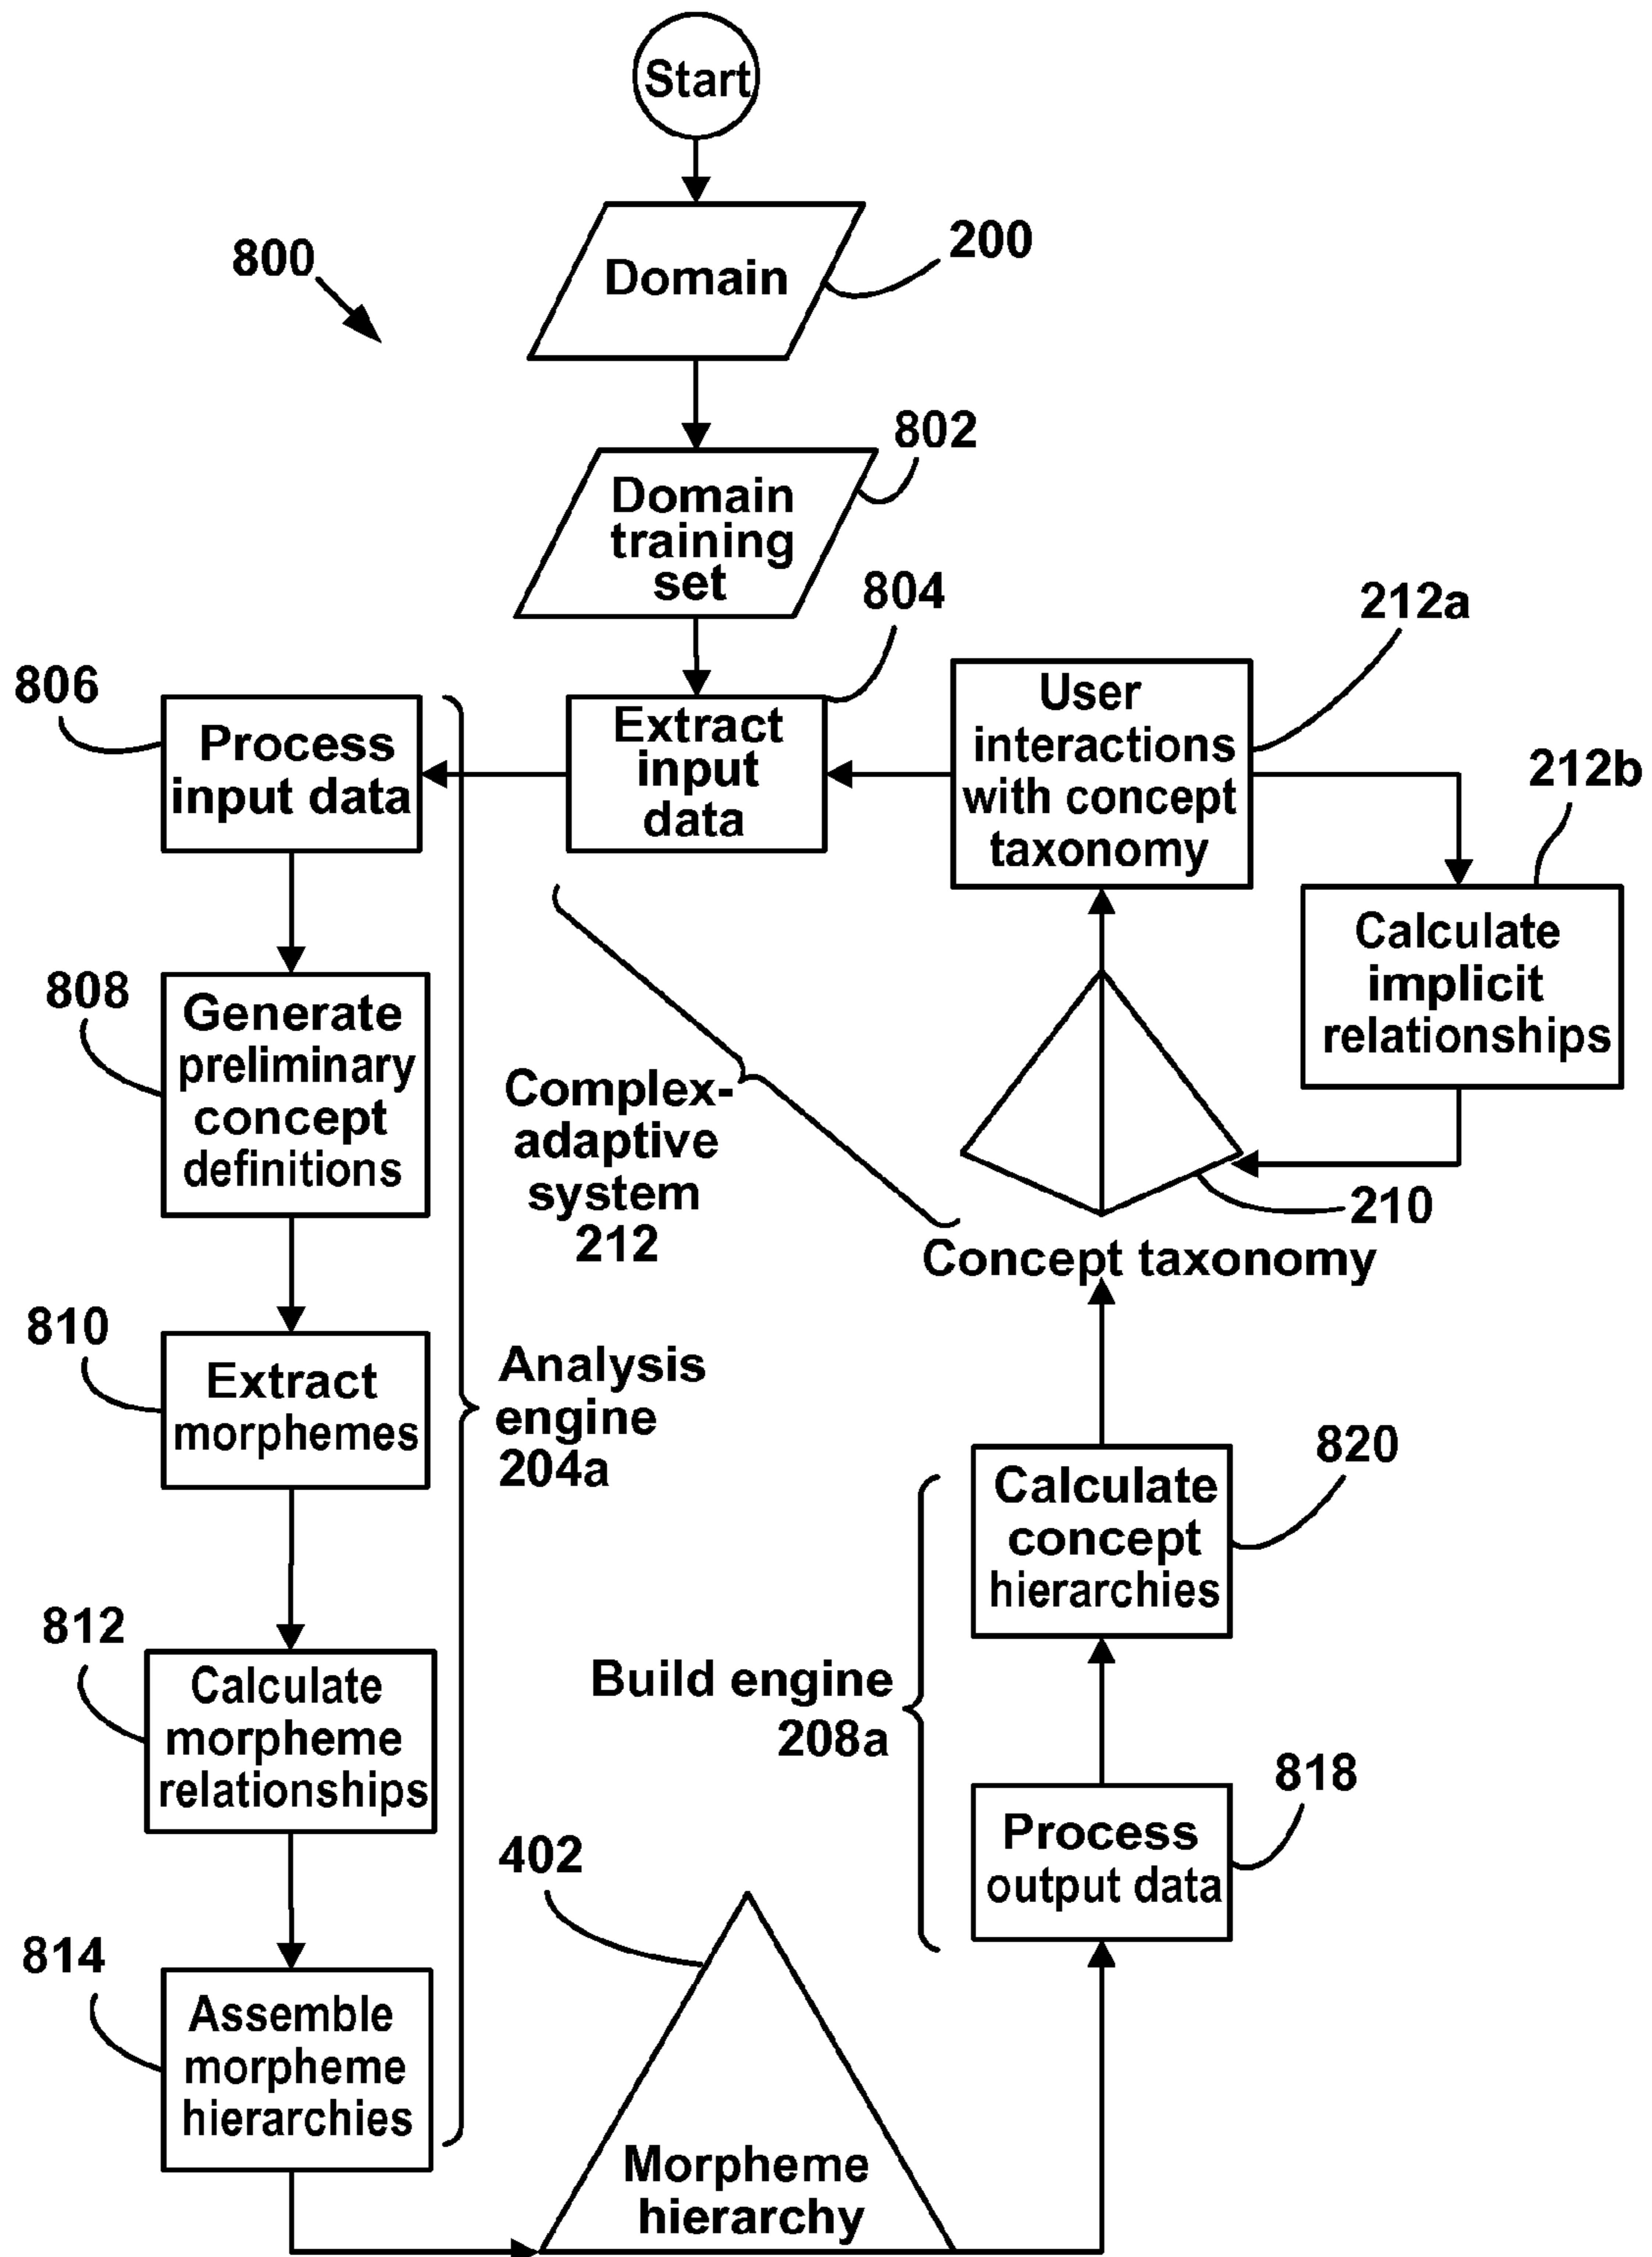 Start
800
Domain
200
Domain
training
set
802
804
Extract
input
data
806
Process
input data
User
interactions
with concept
taxonomy
212a
212b
Calculate
implicit
relationships
808
Generate
preliminary
concept
definitions
Complex-
adaptive
system
212
210
Concept taxonomy
810
Extract
morphemes
Analysis
engine
204a
Calculate
concept
hierarchies
820
812
Calculate
morpheme
relationships
Build engine
208a
Process
output data
818
402
814
Assemble
morpheme
hierarchies
Morpheme
hierarchy